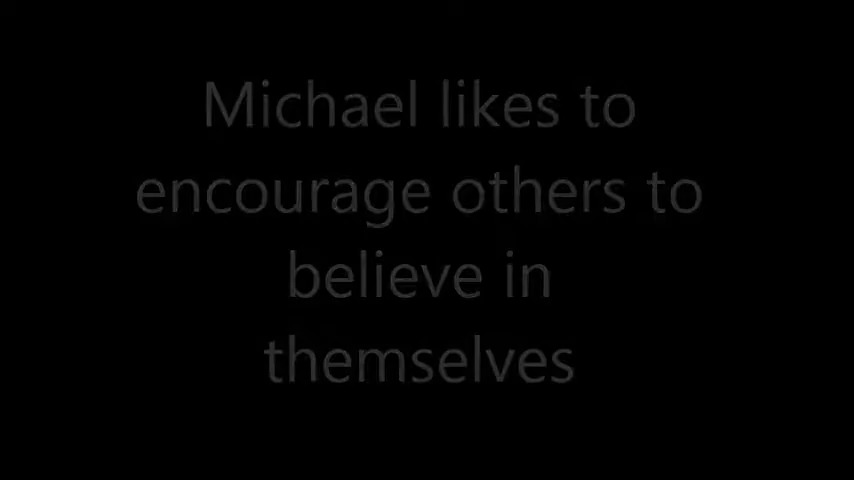 Michael likes to
encourage others to
believe in
themselves